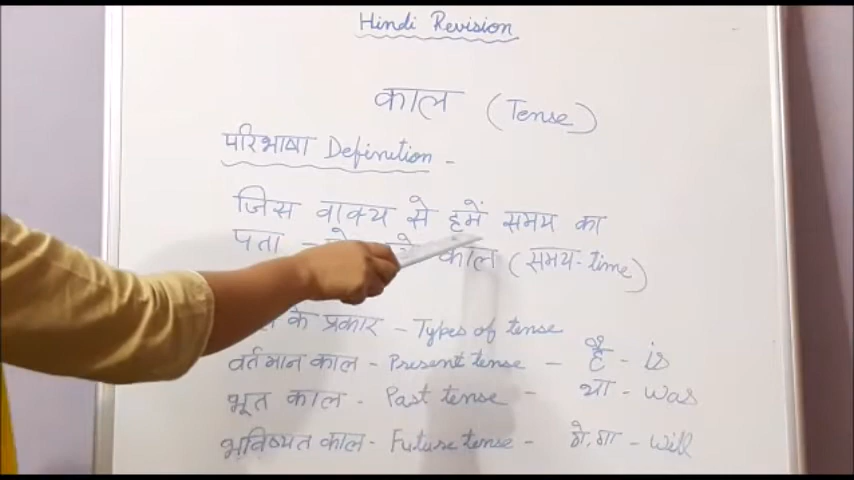 Hindi Revision
काल (Tense)
परिभाषा Definition -
जिस वाक्य से हमें समय का
पता काल (समय-time)
के प्रकार - Types of tense
वर्तमान काल - Present tense - है - is
भूत काल - Past tense - था - was
भविष्यत काल - Future tense - गे, गा - will